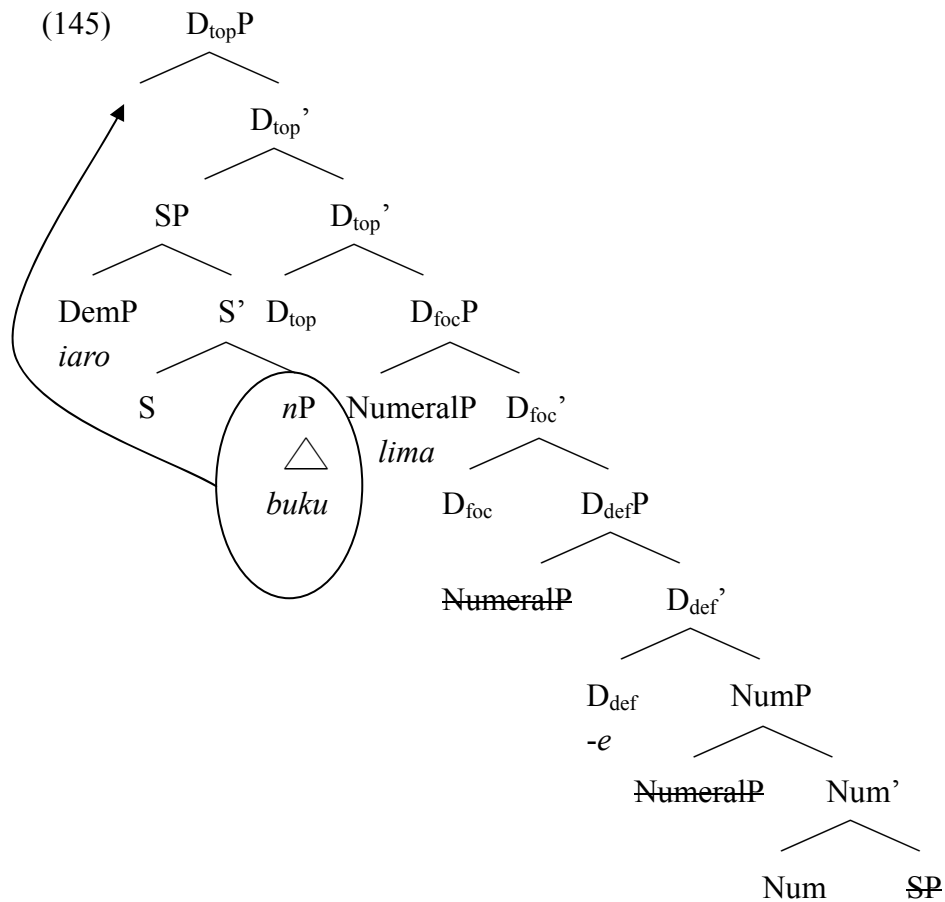 (145) DtopP
Dtop’
SP Dtop’
DemP S’ Dtop DfocP
iaro
S nP NumeralP Dfoc’
lima
buku Dfoc DdefP
NumeralP Ddef’
Ddef NumP
-e
NumeralP Num’
Num SP